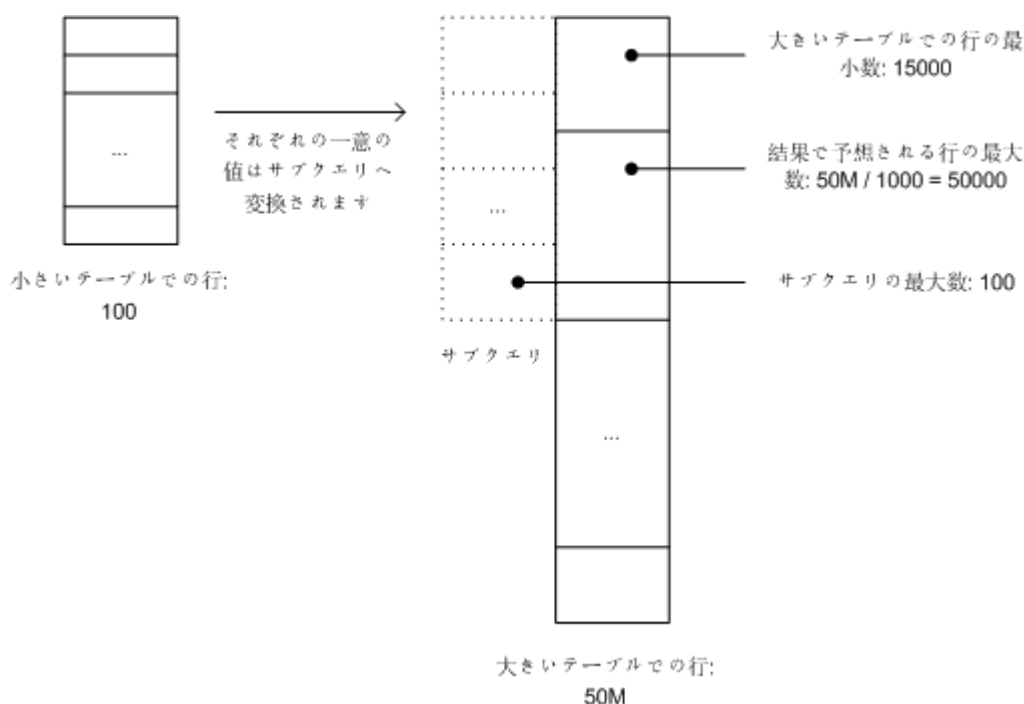 大きいテーブルでの行の最
小数: 15000
それぞれの一意の
値はサブクエリへ
変換されます
結果で予想される行の最大
数: 50M / 1000 = 50000
...
...
小さいテーブルでの行:
100
サブクエリの最大数: 100
サブクエリ
...
大きいテーブルでの行:
50M